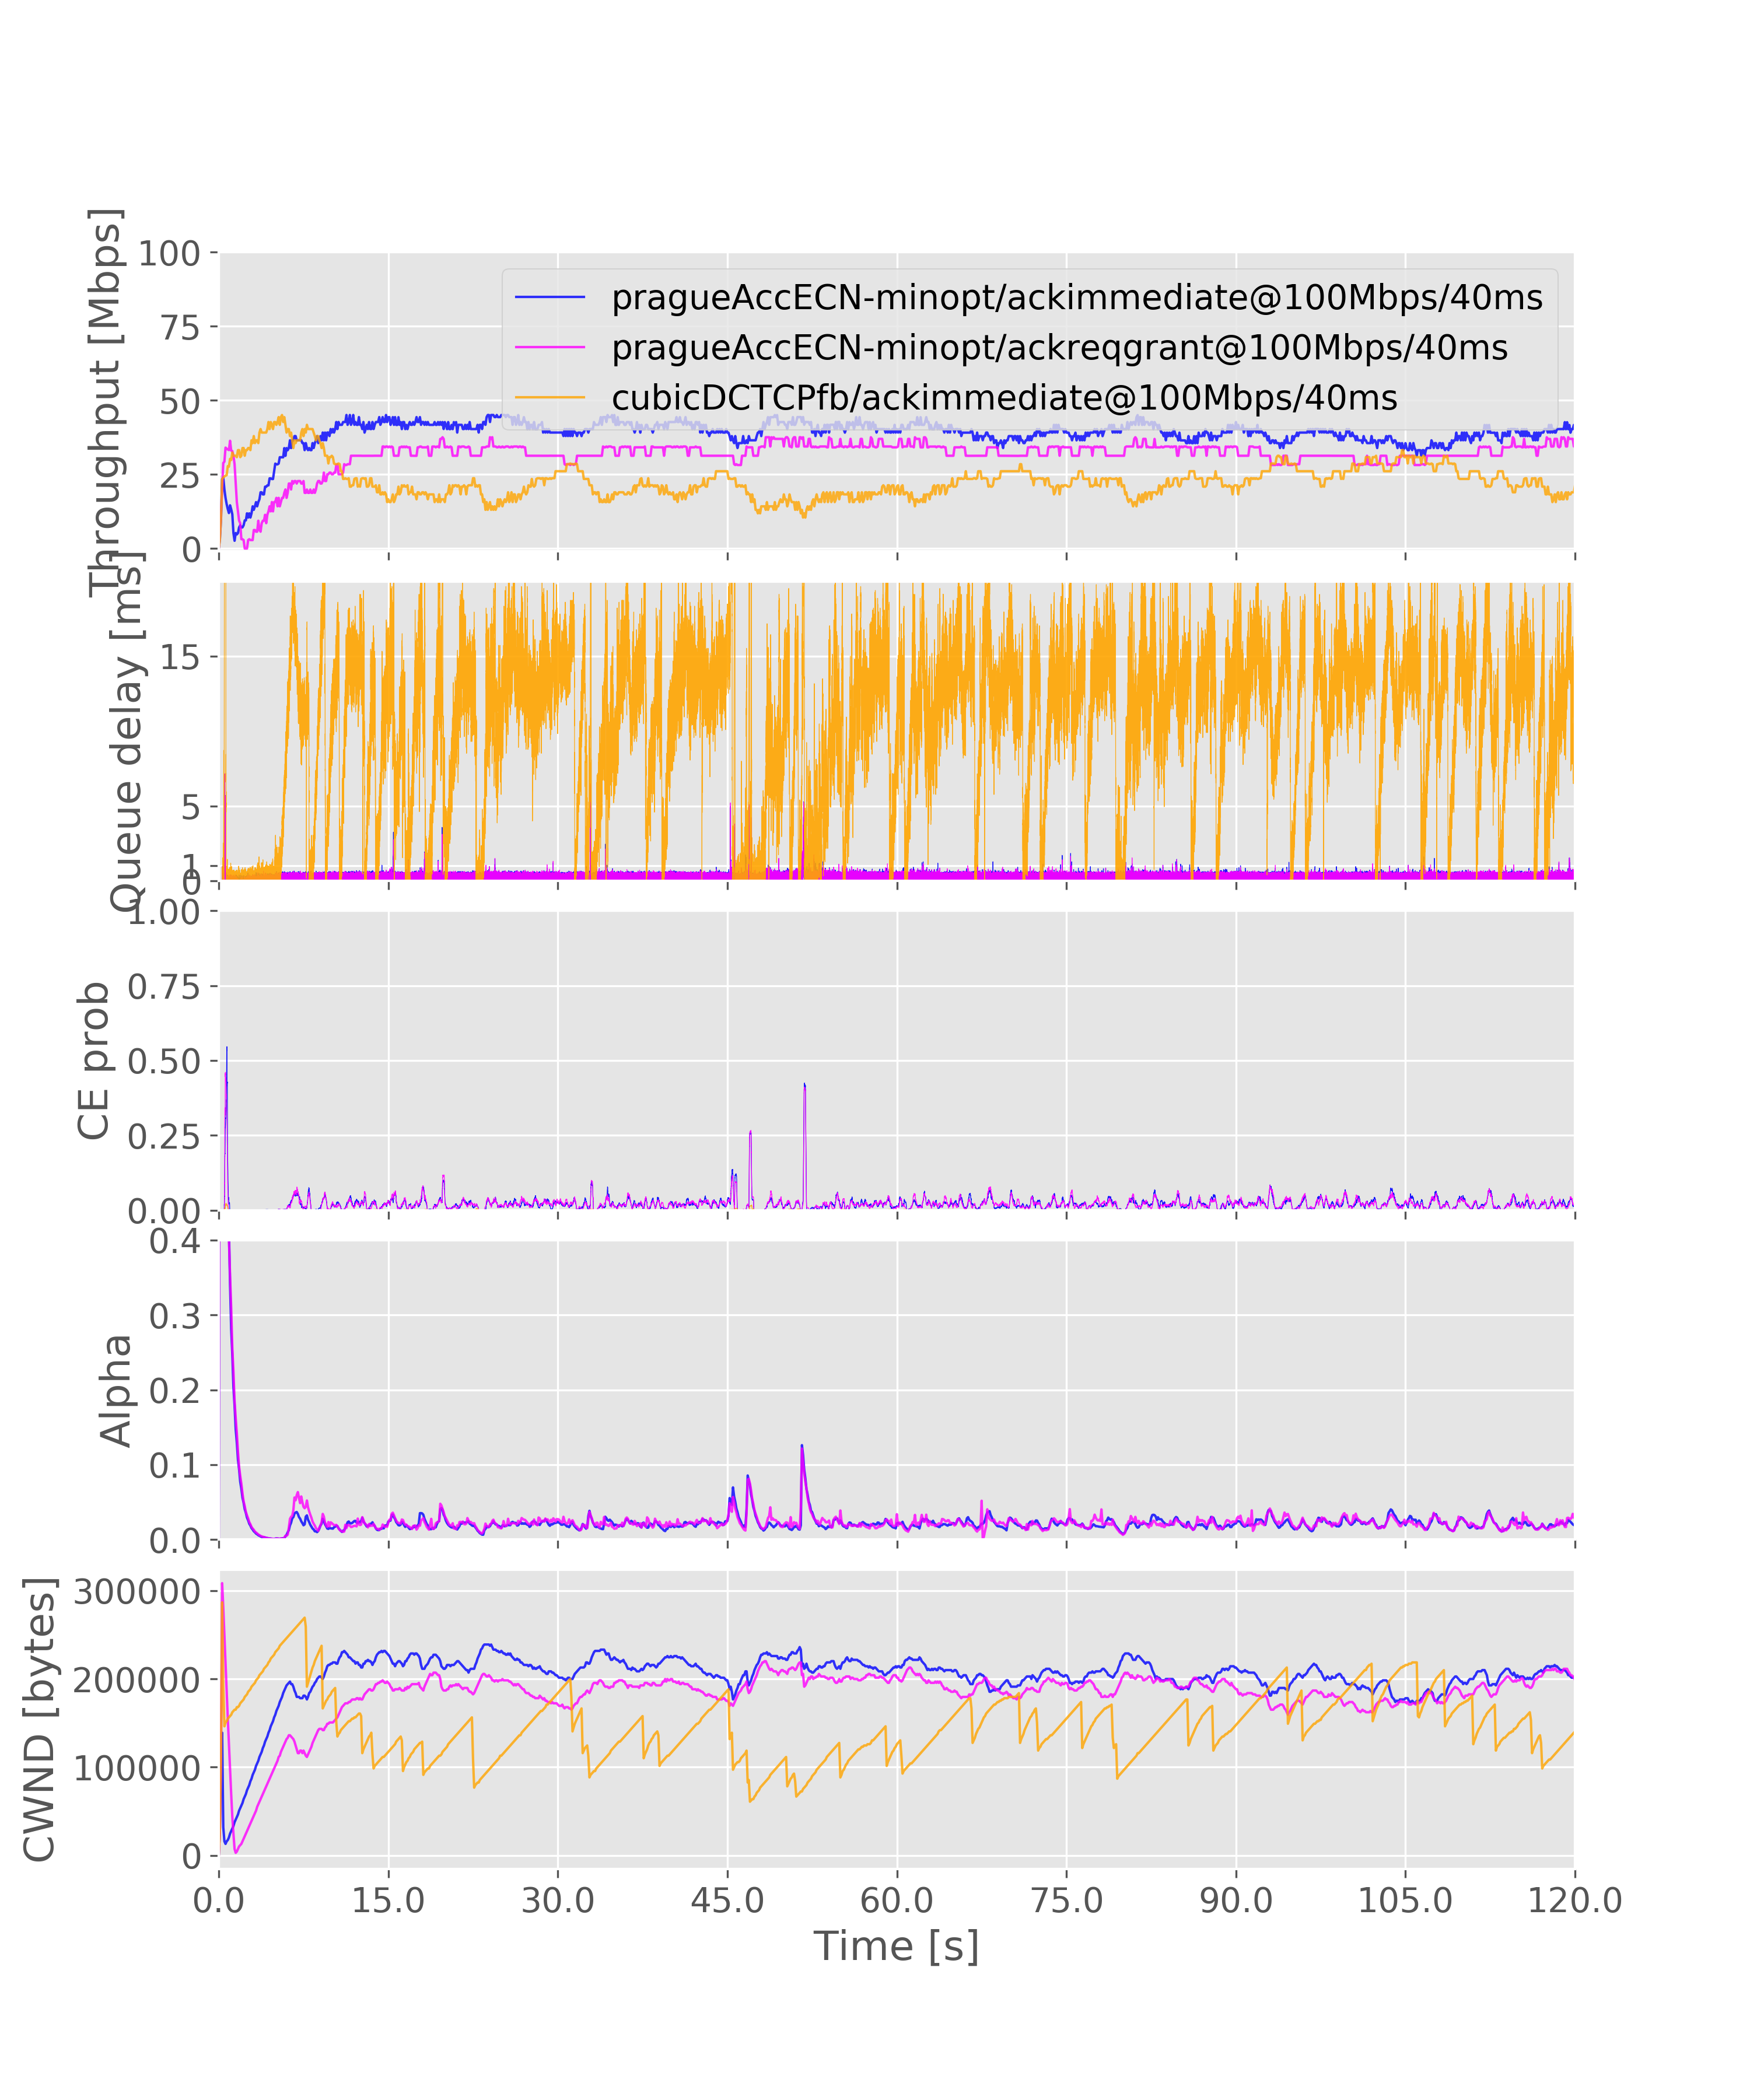 Throughput [Mbps]
100
75
50
25
0
pragueAccECN-minopt/ackimmediate@100Mbps/40ms
pragueAccECN-minopt/ackreqgrant@100Mbps/40ms
cubicDCTCPfb/ackimmediate@100Mbps/40ms
Queue delay [ms]
15
5
1
0
CE prob
1.00
0.75
0.50
0.25
0.00
Alpha
0.4
0.3
0.2
0.1
0.0
CWND [bytes]
300000
200000
100000
0
0.0 15.0 30.0 45.0 60.0 75.0 90.0 105.0 120.0
Time [s]